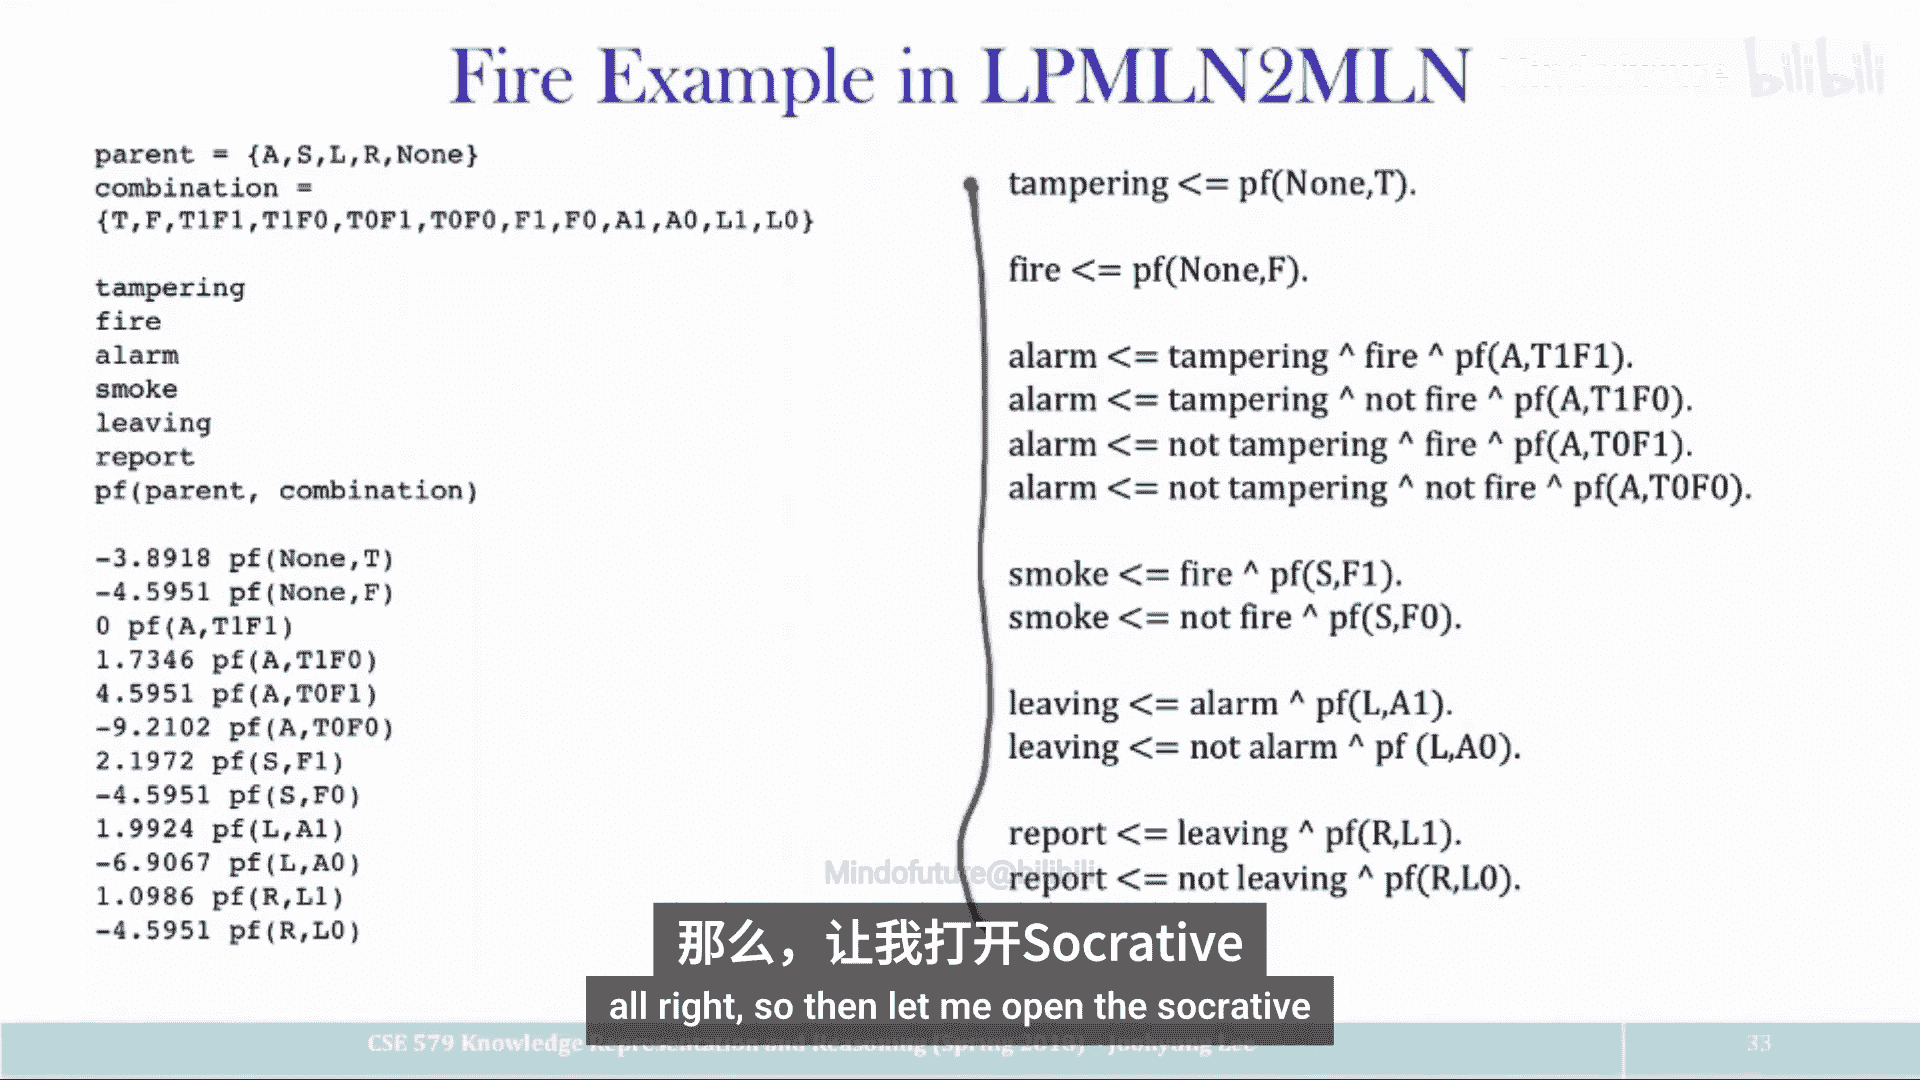 Fire Example in LPMLN2MLN
bilibili
parent = {A,S,L,R,None}
combination =
{T,F,T1F1,T1F0,T0F1,T0F0,F1,F0,A1,A0,L1,L0}
tampering
fire
alarm
smoke
leaving
report
pf(parent, combination)
-3.8918 pf(None,T)
-4.5951 pf(None,F)
0 pf(A,T1F1)
1.7346 pf(A,T1F0)
4.5951 pf(A,T0F1)
-9.2102 pf(A,T0F0)
2.1972 pf(S,F1)
-4.5951 pf(S,F0)
1.9924 pf(L,A1)
-6.9067 pf(L,A0)
1.0986 pf(R,L1)
-4.5951 pf(R,L0)
tampering <= pf(None,T).
fire <= pf(None,F).
alarm <= tampering ^ fire ^ pf(A,T1F1).
alarm <= tampering ^ not fire ^ pf(A,T1F0).
alarm <= not tampering ^ fire ^ pf(A,T0F1).
alarm <= not tampering ^ not fire ^ pf(A,T0F0).
smoke <= fire ^ pf(S,F1).
smoke <= not fire ^ pf(S,F0).
leaving <= alarm ^ pf(L,A1).
leaving <= not alarm ^ pf (L,A0).
report <= leaving ^ pf(R,L1).
report <= not leaving ^ pf(R,L0).
Mindofuture@bilibili
那么，让我打开Socrative
all right, so then let me open the socrative
CSE 579 Knowledge
33